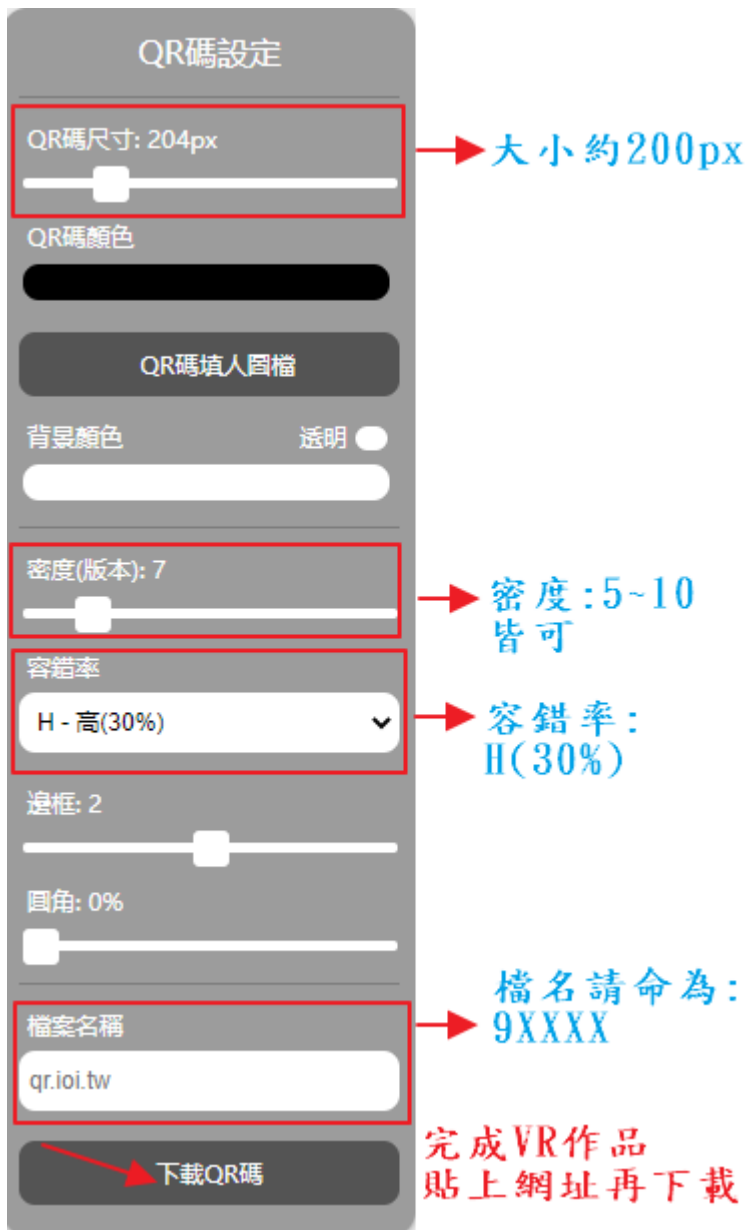 QR碼設定
QR碼尺寸: 204px
大小約200px
QR碼顏色
QR碼填入圖檔
背景顏色
透明
密度(版本): 7
密度:5~10
皆可
容錯率
H - 高(30%)
容錯率:
H(30%)
邊框: 2
圓角: 0%
檔案名稱
qr.ioi.tw
檔名請命為:
9XXXX
下載QR碼
完成VR作品
貼上網址再下載